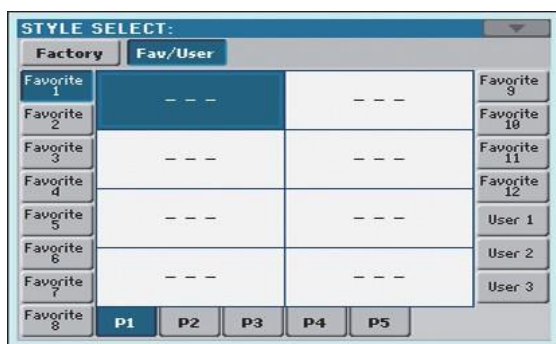 STYLE SELECT:
Factory
Fav/User
Favorite
1
Favorite
2
Favorite
3
Favorite
4
Favorite
5
Favorite
6
Favorite
7
Favorite
8
- - -
- - -
- - -
- - -
- - -
- - -
- - -
- - -
Favorite
9
Favorite
10
Favorite
11
Favorite
12
User 1
User 2
User 3
P1
P2
P3
P4
P5